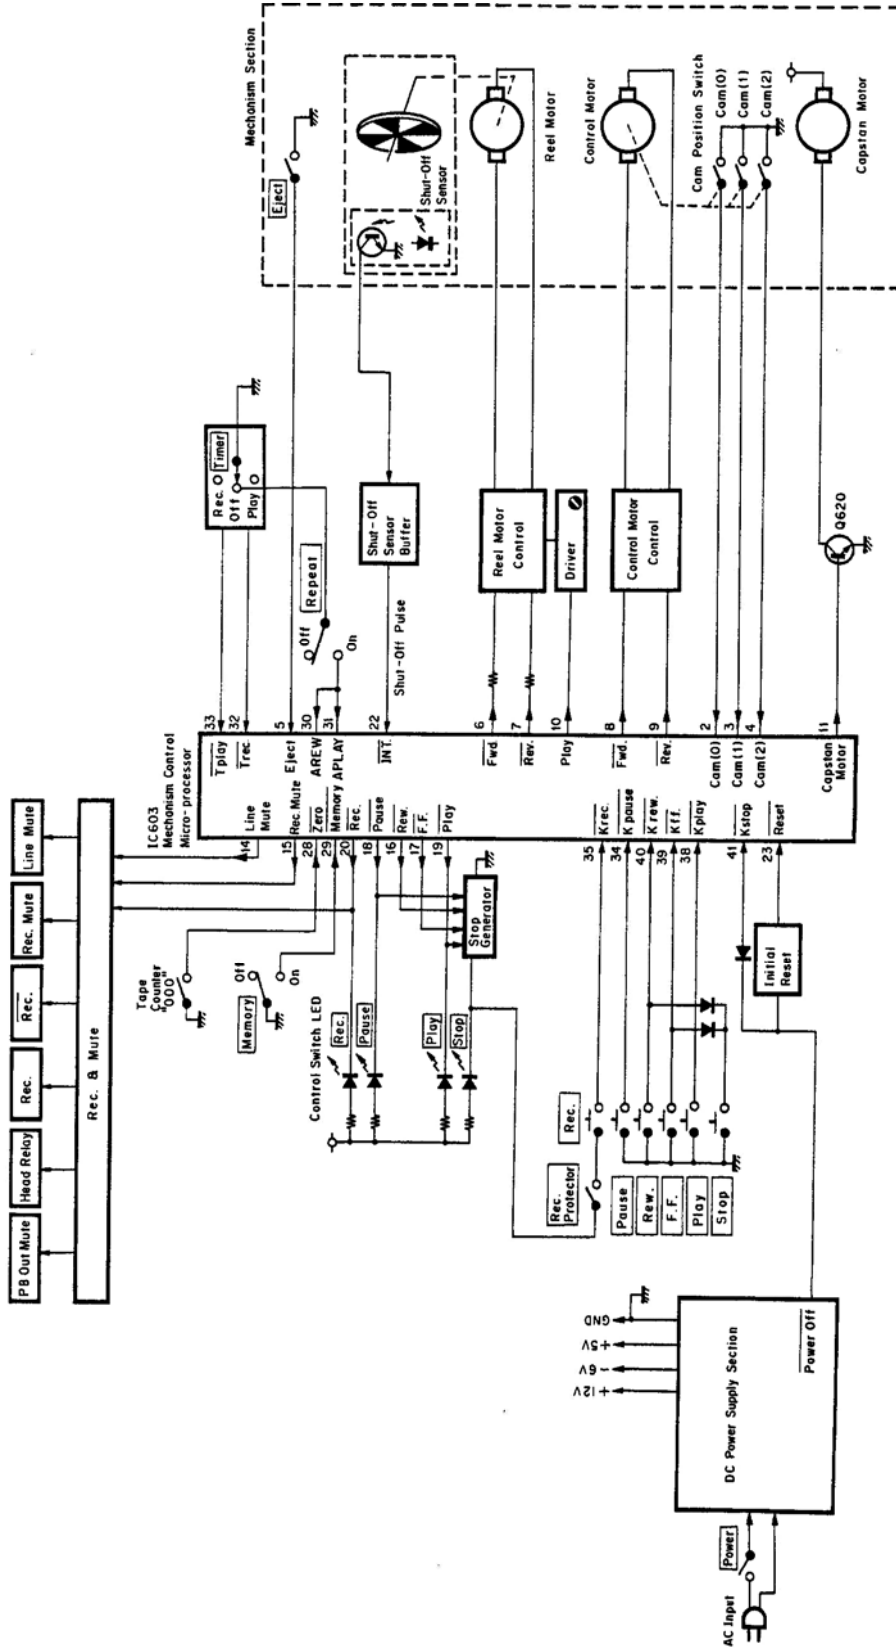 Mechanism Section
Eject
Shut-Off
Sensor
Reel Motor
Control Motor
Cam Position Switch
Cam(0)
Cam(1)
Cam(2)
Capstan Motor
Rec.
Timer
Off
Play
Off
Repeat
On
Shut-Off
Sensor
Buffer
Shut-Off Pulse
Reel Motor
Control
Driver
Control Motor
Control
Q620
IC603
Mechanism Control
Micro-processor
33
Tplay
32
Trec.
5
Eject
30
AREW
31
APLAY
22
INT.
6
Fwd.
7
Rev.
10
Play
8
Fwd.
9
Rev.
2
Cam(0)
3
Cam(1)
4
Cam(2)
11
Capstan
Motor
14
Line
Mute
15
Rec. Mute
28
Zero
29
Memory
20
Rec.
18
Pause
16
Rew.
17
F.F.
19
Play
35
Krec.
34
Kpause
40
Krew.
39
Kff.
38
Kplay
41
Kstop
23
Reset
Line Mute
Rec. Mute
Rec.
Rec.
Head Relay
PB Out Mute
Rec. & Mute
Tape
Counter
"000"
Memory
Off
On
Control Switch LED
Rec.
Pause
Play
Stop
Stop
Generator
Initial
Reset
Rec.
Protector
Rec.
Pause
Rew.
F.F.
Play
Stop
GND
+5V
-6V
+12V
DC Power Supply Section
Power Off
Power
AC Input